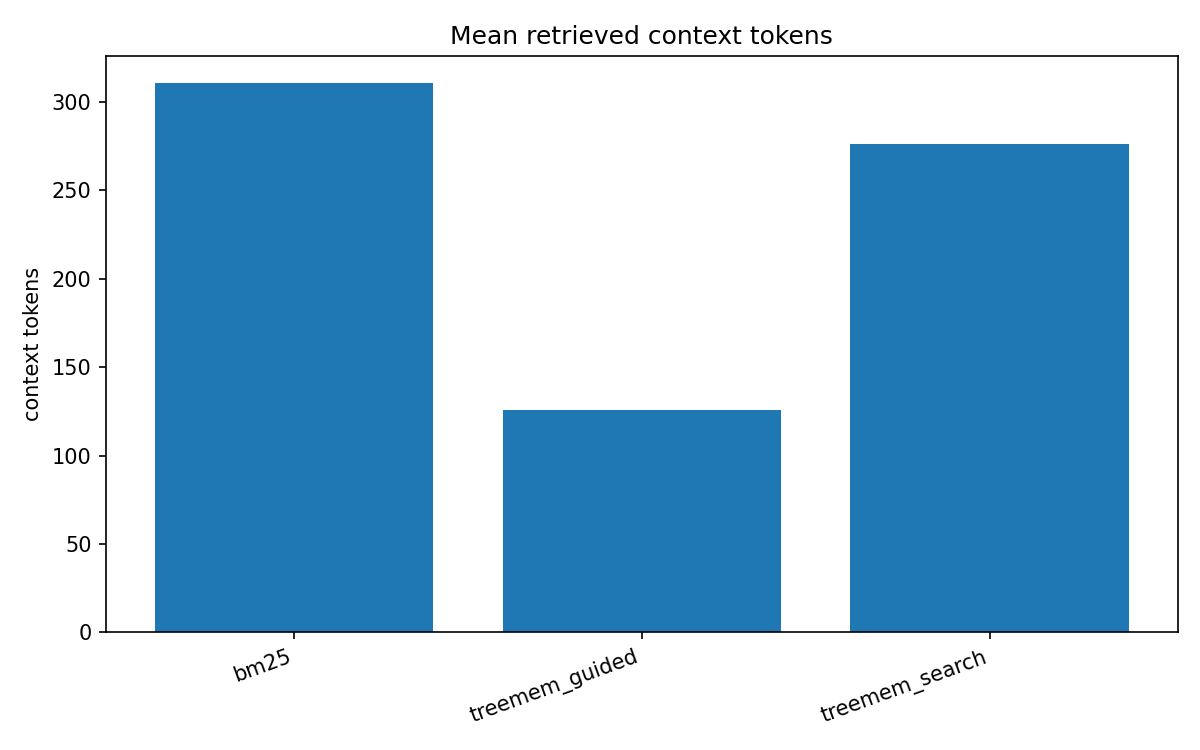 Mean retrieved context tokens
context tokens
300
250
200
150
100
50
0
bm25
treemem_guided
treemem_search